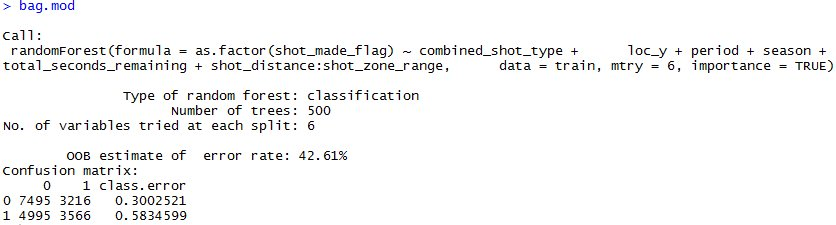 > bag.mod
Call:
randomForest(formula = as.factor(shot_made_flag) ~ combined_shot_type +      loc_y + period + season +
total_seconds_remaining + shot_distance:shot_zone_range,      data = train, mtry = 6, importance = TRUE)
Type of random forest: classification
Number of trees: 500
No. of variables tried at each split: 6
OOB estimate of  error rate: 42.61%
Confusion matrix:
0    1 class.error
0 7495 3216   0.3002521
1 4995 3566   0.5834599